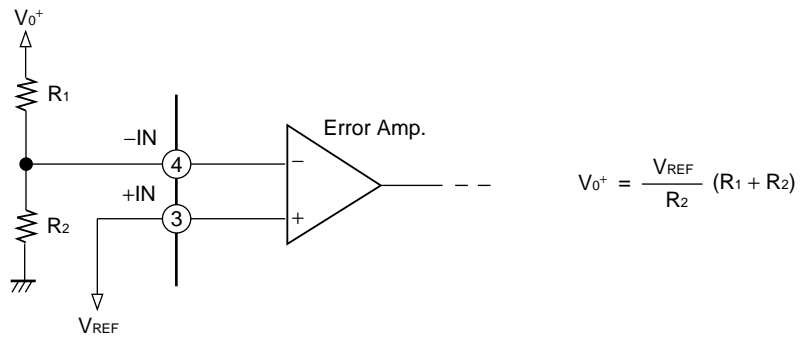 V0+
R1
Error Amp.
−IN
4
−
+IN
3
+
R2
VREF
V0+ = VREF / R2 (R1 + R2)